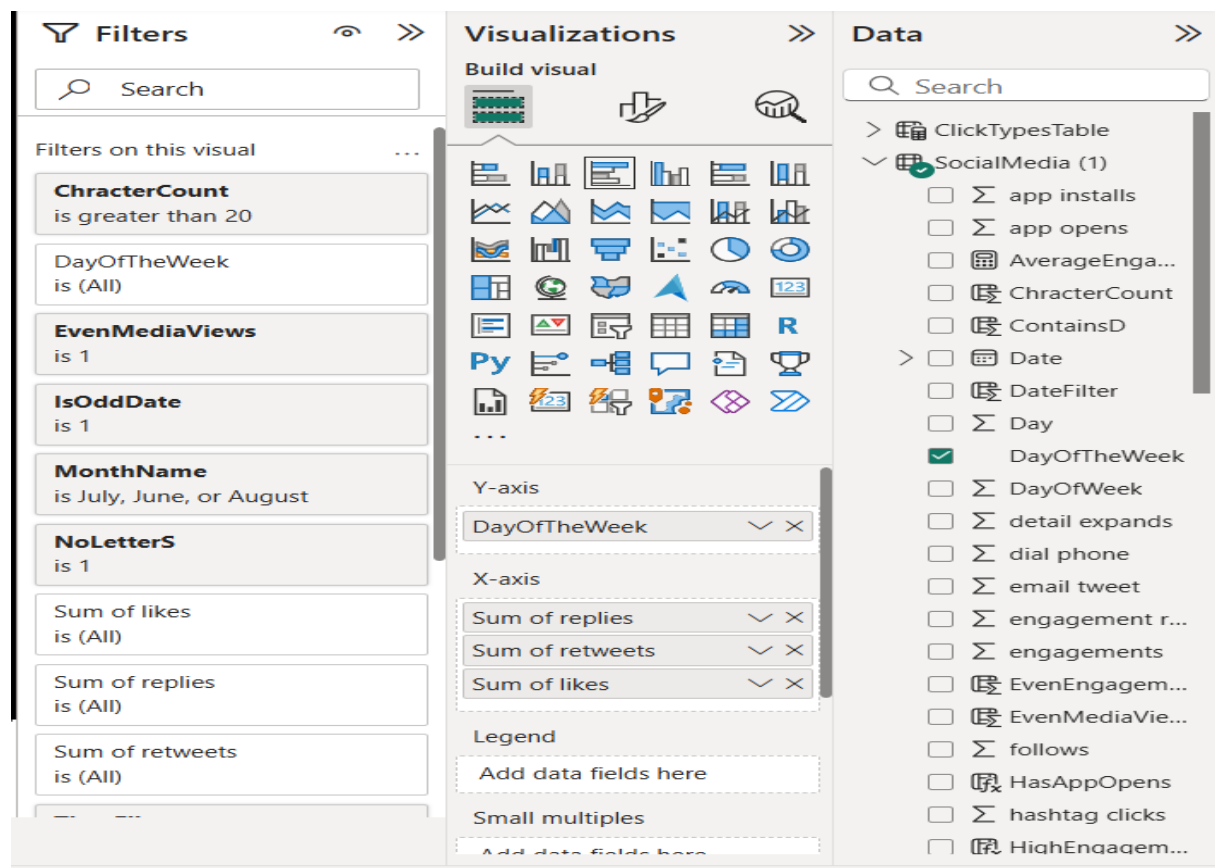 Filters
Search
Filters on this visual
...
ChracterCount
is greater than 20
DayOfTheWeek
is (All)
EvenMediaViews
is 1
IsOddDate
is 1
MonthName
is July, June, or August
NoLetterS
is 1
Sum of likes
is (All)
Sum of replies
is (All)
Sum of retweets
is (All)
Visualizations
Build visual
123
R
Py
123
...
Y-axis
DayOfTheWeek
X-axis
Sum of replies
Sum of retweets
Sum of likes
Legend
Add data fields here
Small multiples
Add data fields here
Data
Search
ClickTypesTable
SocialMedia (1)
app installs
app opens
AverageEnga...
ChracterCount
ContainsD
Date
DateFilter
Day
DayOfTheWeek
DayOfWeek
detail expands
dial phone
email tweet
engagement r...
engagements
EvenEngagem...
EvenMediaVie...
follows
HasAppOpens
hashtag clicks
HighEngagem...